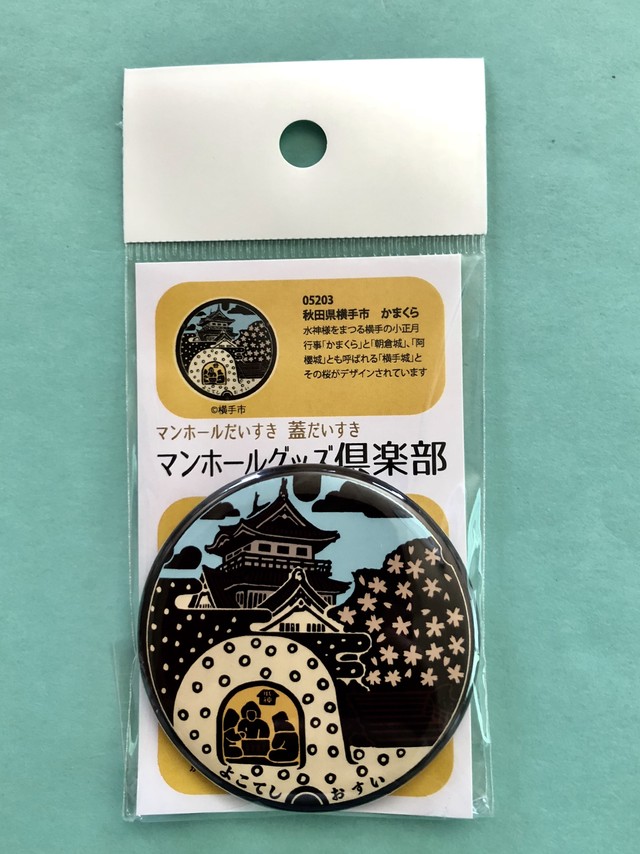 05203
秋田県横手市　かまくら
水神様をまつる横手の小正月
行事「かまくら」と「朝倉城」、「阿
櫻城」とも呼ばれる「横手城」と
その桜がデザインされています
©横手市
マンホールだいすき 蓋だいすき
マンホールグッズ倶楽部
よこてし おすい